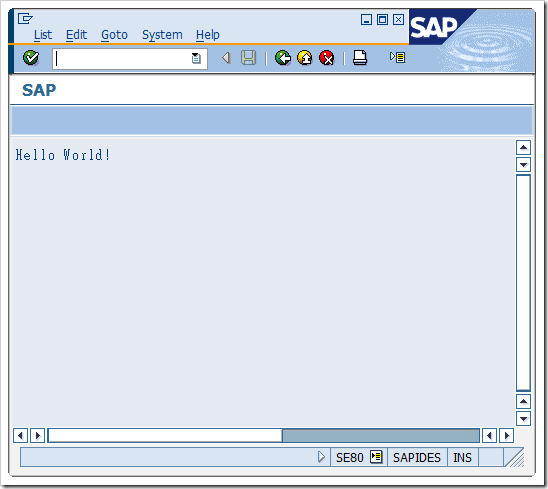 SAP
List Edit Goto System Help
SAP
Hello World!
SE80 SAPIDES INS